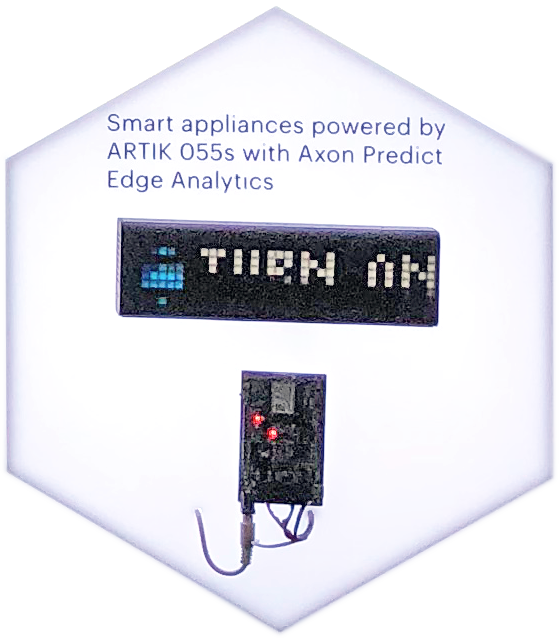 Smart appliances powered by
ARTIK 055s with Axon Predict
Edge Analytics
TURN ON